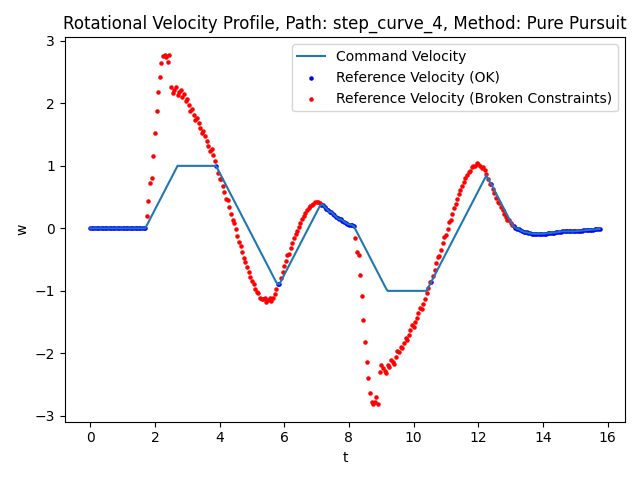 Rotational Velocity Profile, Path: step_curve_4, Method: Pure Pursuit
Command Velocity
Reference Velocity (OK)
Reference Velocity (Broken Constraints)
3
2
1
0
−1
−2
−3
w
0 2 4 6 8 10 12 14 16
t